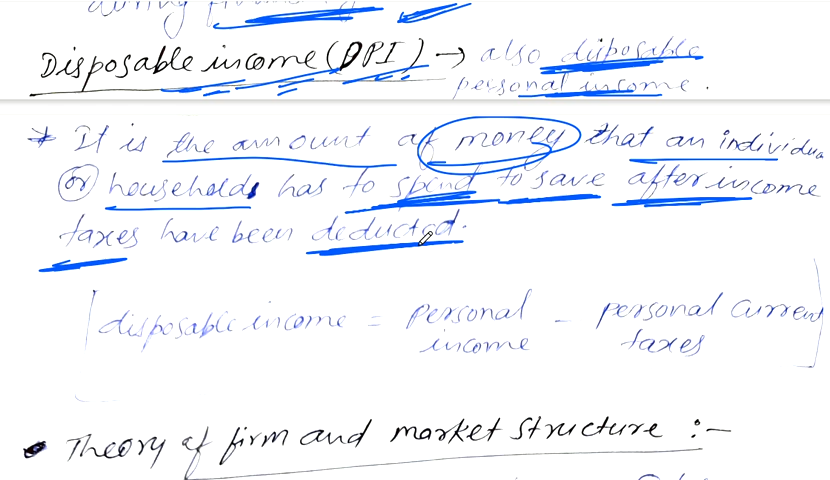 during
Disposable income (DPI) → also disposable
personal income.
* It is the amount of money that an individua
or households has to spend to save after income
taxes have been deducted.
[disposable income = personal income - personal current taxes]
• Theory of firm and market structure :-